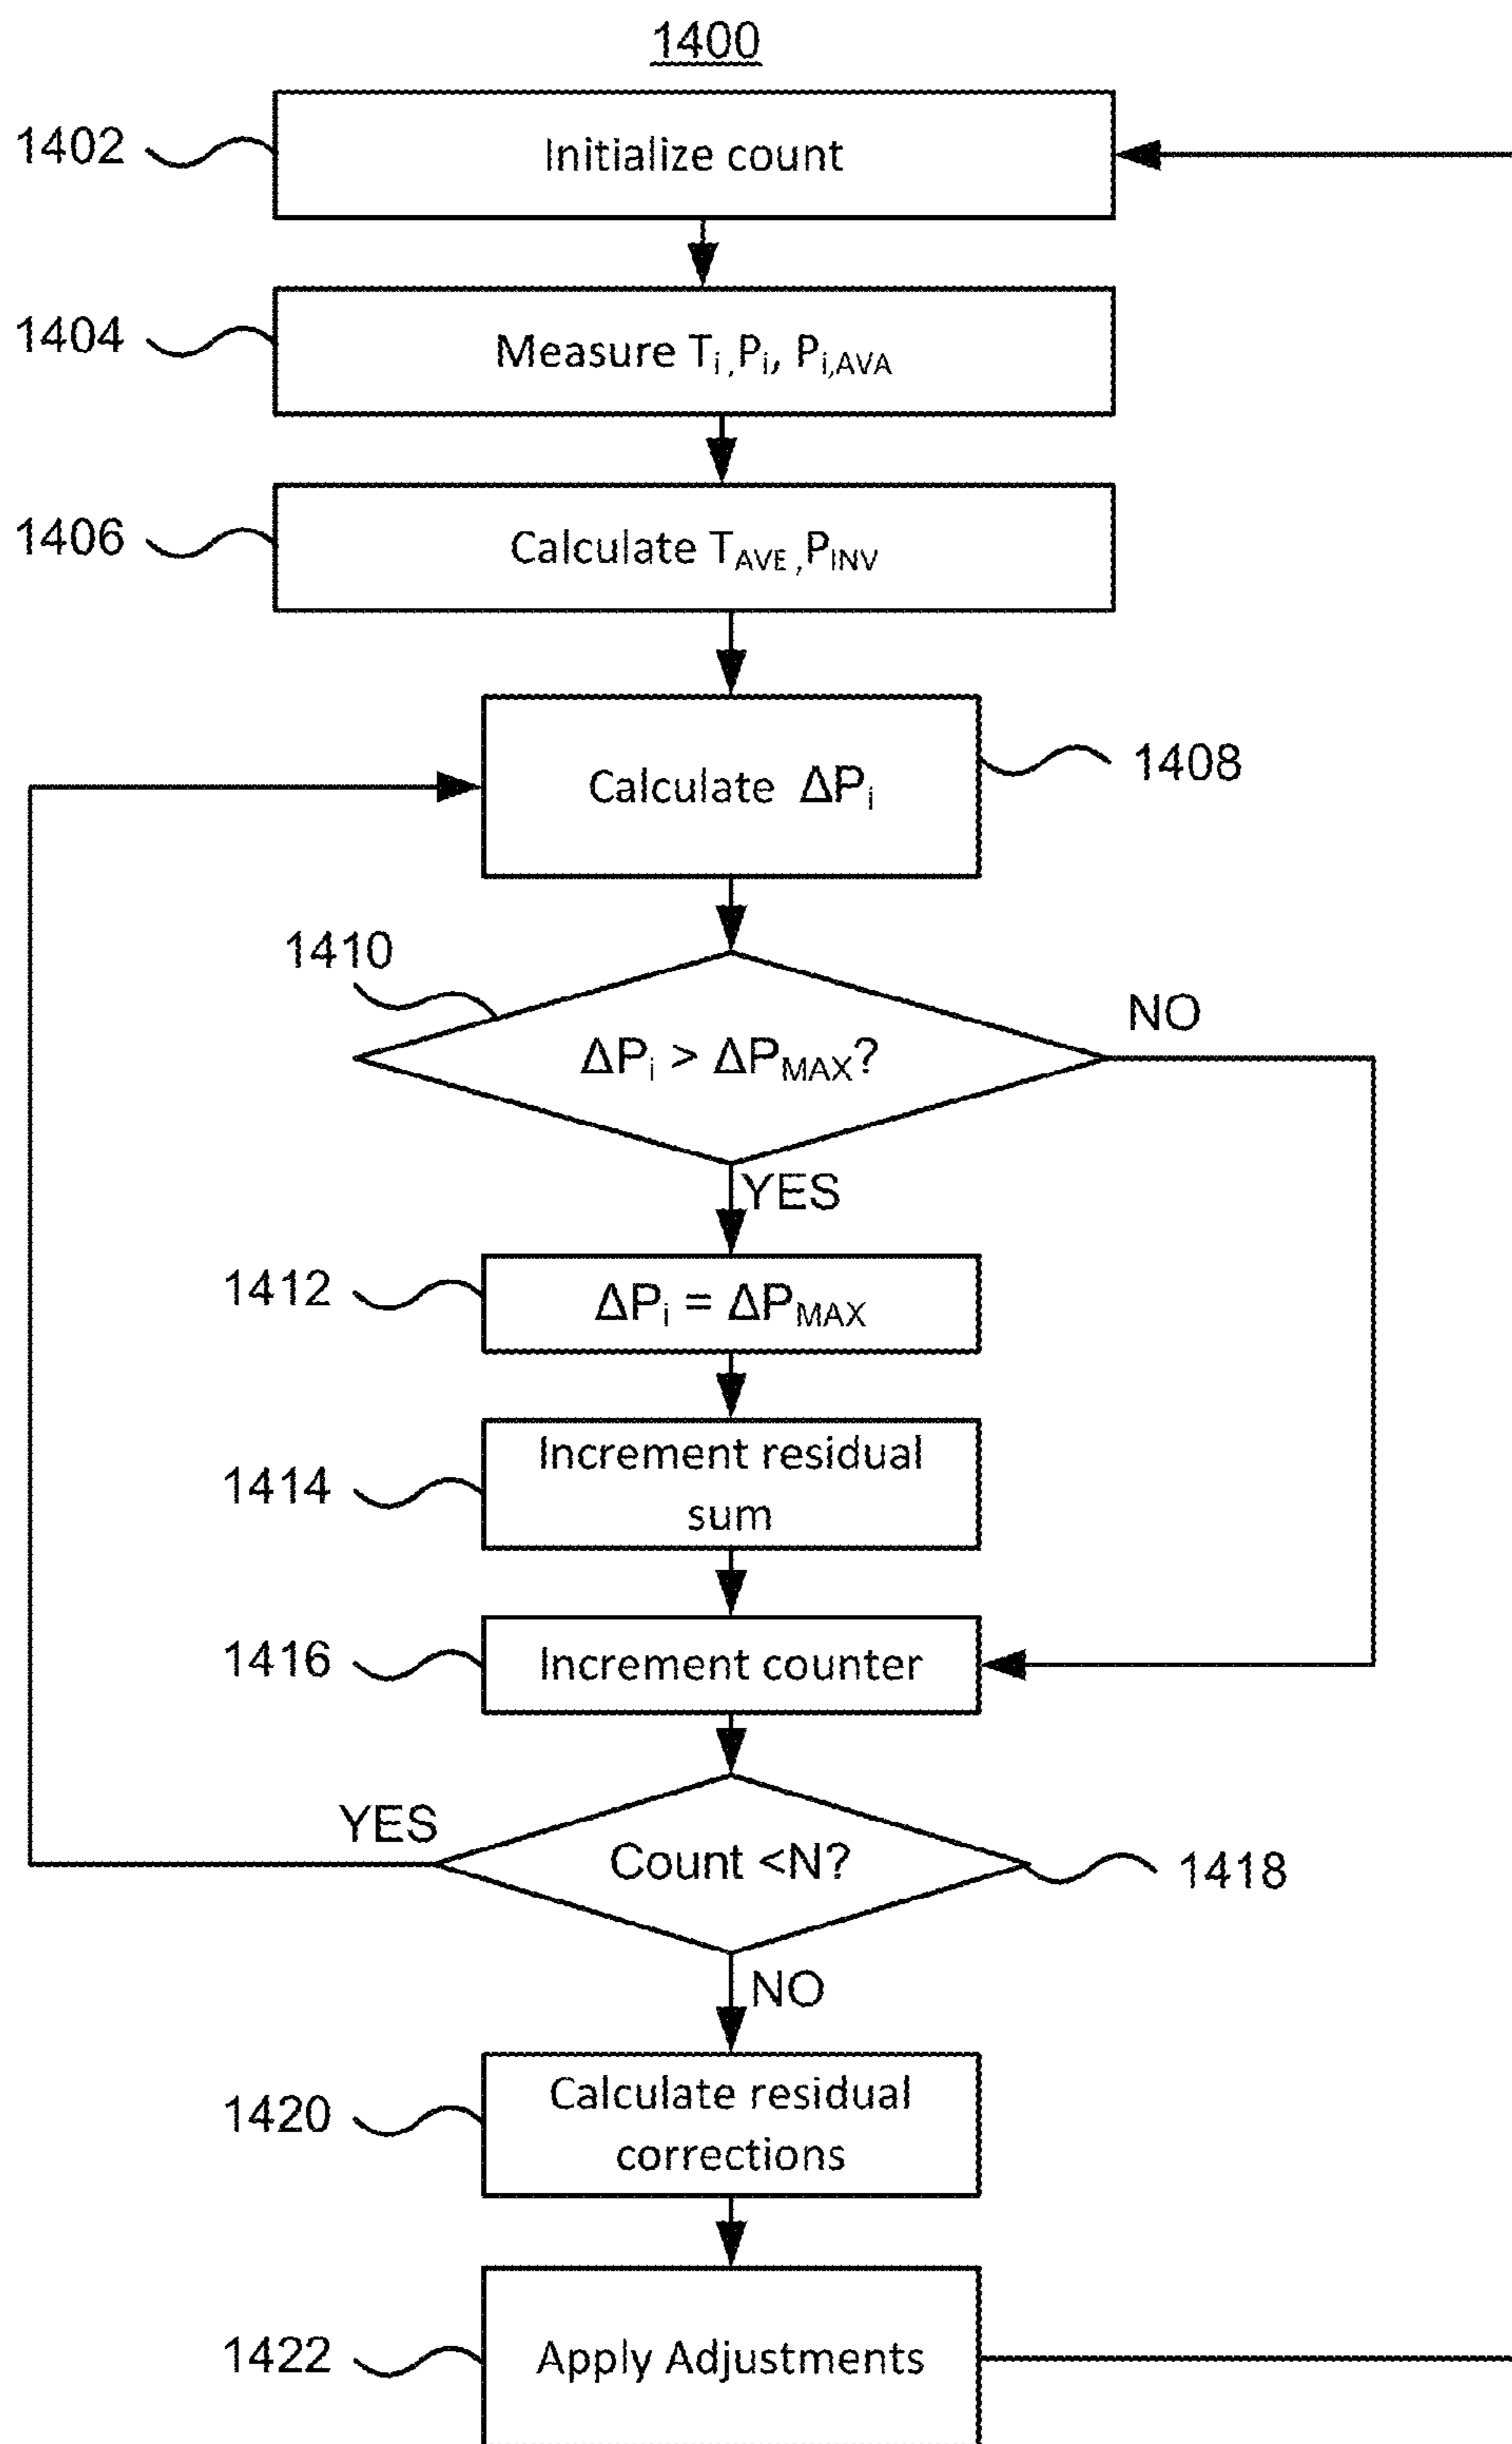 1400
1402
Initialize count
1404
Measure Ti, Pi, Pi,AVA
1406
Calculate TAVE, PINV
Calculate ΔPi
1408
1410
ΔPi > ΔPMAX?
NO
YES
1412
ΔPi = ΔPMAX
1414
Increment residual
sum
1416
Increment counter
YES
Count <N?
1418
NO
1420
Calculate residual
corrections
1422
Apply Adjustments